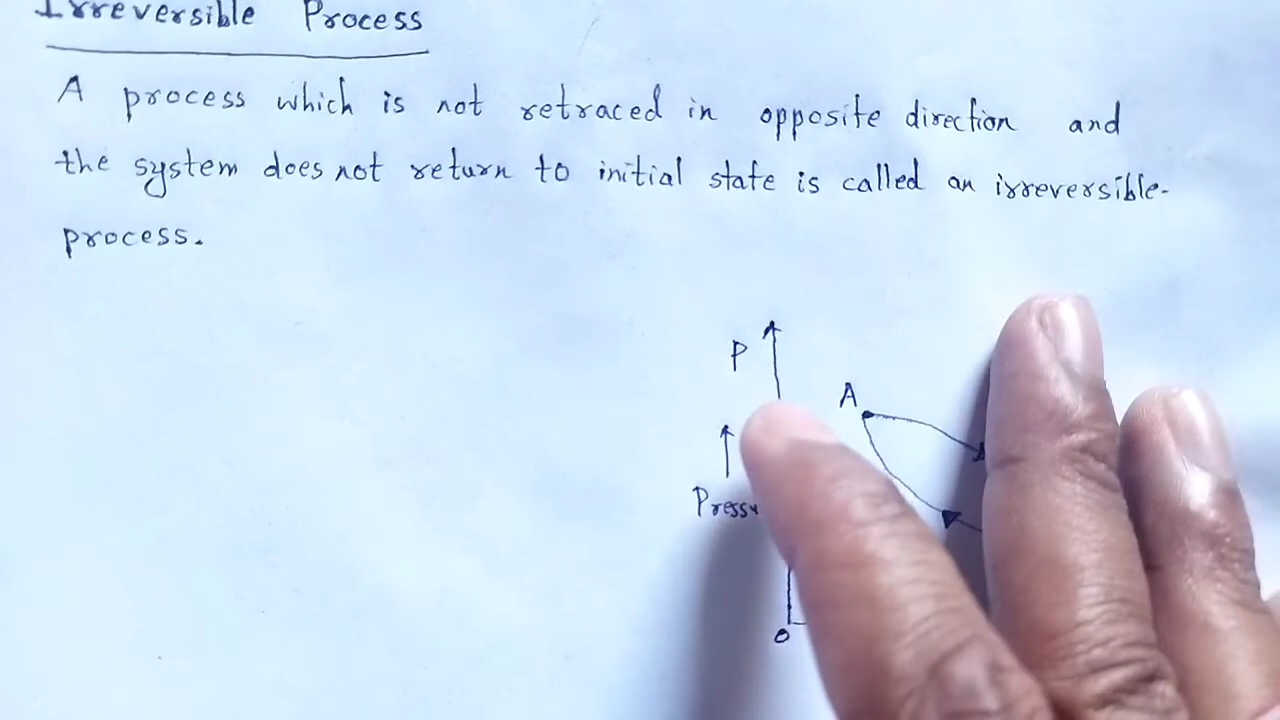 Irreversible Process
A process which is not retraced in opposite direction and
the system does not return to initial state is called an irreversible-
process.
P
A
O